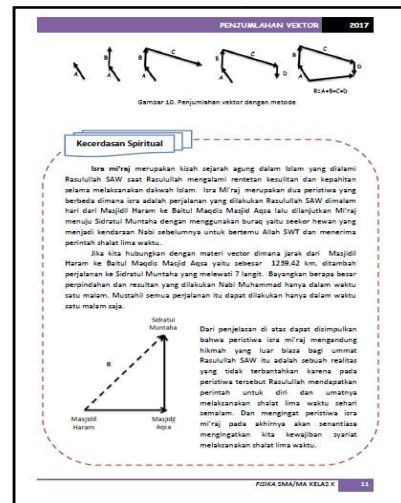 PENJUMLAHAN VEKTOR 2017
A
B
A
B
C
A
B
C
D
A
B
C
D
A
R=A+B+C+D
Gambar 10. Penjumlahan vektor dengan metode
Kecerdasan Spiritual
Isra mi'raj merupakan kisah sejarah agung dalam Islam yang dialami
Rasulullah SAW saat Rasulullah mengalami rentetan kesulitan dan kepahitan
selama melaksanakan dakwah Islam. Isra Mi'raj merupakan dua peristiwa yang
berbeda dimana isra adalah perjalanan yang dilakukan Rasulullah SAW dimalam
hari dari Masjidil Haram ke Baitul Maqdis Masjid Aqsa lalu dilanjutkan Mi'raj
menuju Sidratul Muntaha dengan menggunakan buraq yaitu seekor hewan yang
menjadi kendaraan Nabi sebelumnya untuk bertemu Allah SWT dan menerima
perintah shalat lima waktu.
Jika kita hubungkan dengan materi vector dimana jarak dari Masjidil
Haram ke Baitul Maqdis Masjid Aqsa yaitu sebesar 1239,42 km, ditambah
perjalanan ke Sidratul Muntaha yang melewati 7 langit. Bayangkan berapa besar
perpindahan dan resultan yang dilakukan Nabi Muhammad hanya dalam waktu
satu malam. Mustahil semua perjalanan itu dapat dilakukan hanya dalam waktu
satu malam saja.
Sidratul
Muntaha
R
Masjidil
Haram
Masjidil
Aqsa
Dari penjelasan di atas dapat disimpulkan
bahwa peristiwa isra mi'raj mengandung
hikmah yang luar biasa bagi ummat
Rasulullah SAW itu adalah sebuah realitas
yang tidak terbantahkan karena pada
peristiwa tersebut Rasulullah mendapatkan
perintah untuk diri dan umatnya
melaksanakan shalat lima waktu sehari
semalam. Dan mengingat peristiwa isra
mi'raj pada akhirnya akan senantiasa
mengingatkan kita kewajiban syariat
melaksanakan shalat lima waktu.
FISIKA SMA/MA KELAS X 11